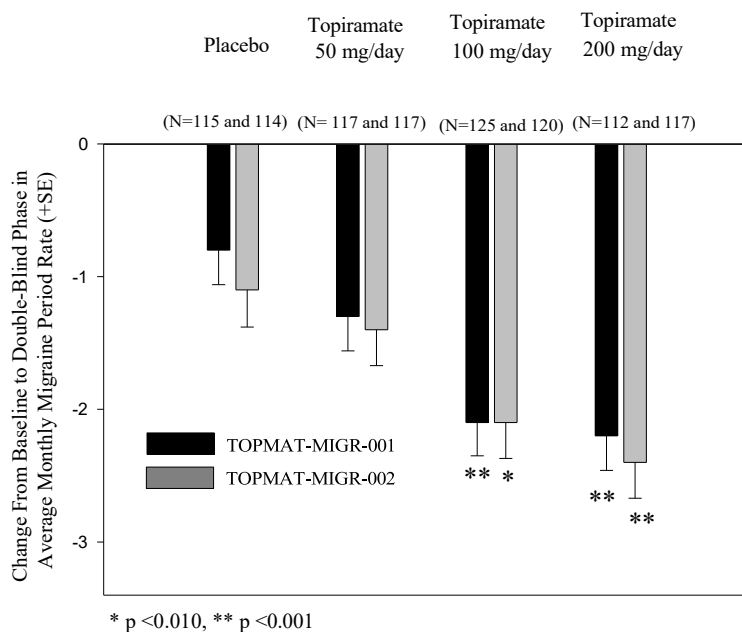 Placebo
Topiramate
50 mg/day
Topiramate
100 mg/day
Topiramate
200 mg/day
(N=115 and 114)
(N= 117 and 117)
(N=125 and 120)
(N=112 and 117)
Change From Baseline to Double-Blind Phase in
Average Monthly Migraine Period Rate (+SE)
0
-1
-2
-3
TOPMAT-MIGR-001
TOPMAT-MIGR-002
**
*
**
**
* p <0.010, ** p <0.001